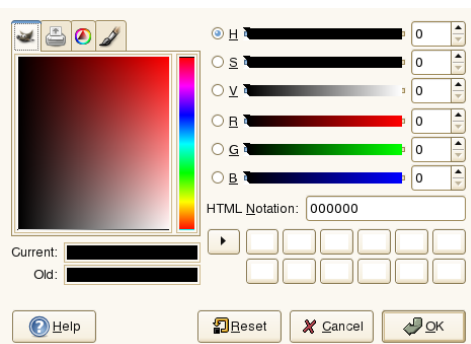 H 0
S 0
V 0
R 0
G 0
B 0
HTML Notation: 000000
Current:
Old:
Help Reset Cancel OK